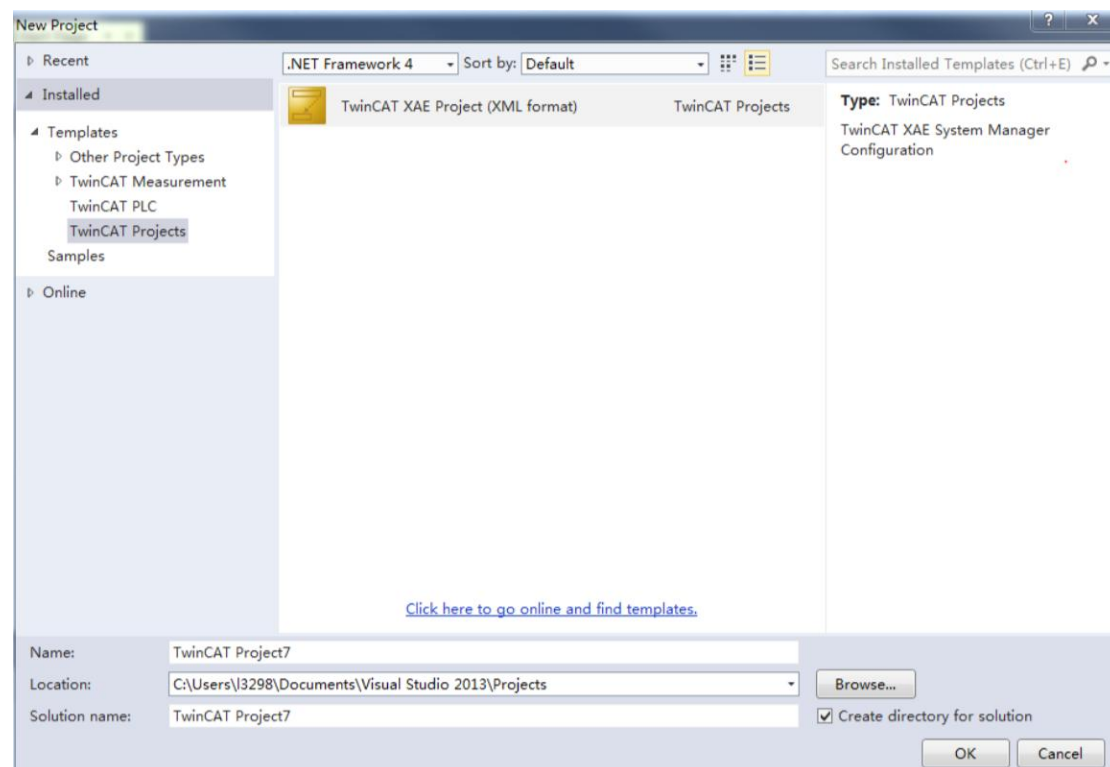 New Project
Recent
.NET Framework 4 Sort by: Default
Search Installed Templates (Ctrl+E)
Installed
Templates
Other Project Types
TwinCAT Measurement
TwinCAT PLC
TwinCAT Projects
Samples
Online
TwinCAT XAE Project (XML format) TwinCAT Projects
Type: TwinCAT Projects
TwinCAT XAE System Manager
Configuration
Click here to go online and find templates.
Name: TwinCAT Project7
Location: C:\Users\l3298\Documents\Visual Studio 2013\Projects Browse...
Solution name: TwinCAT Project7 Create directory for solution
OK Cancel